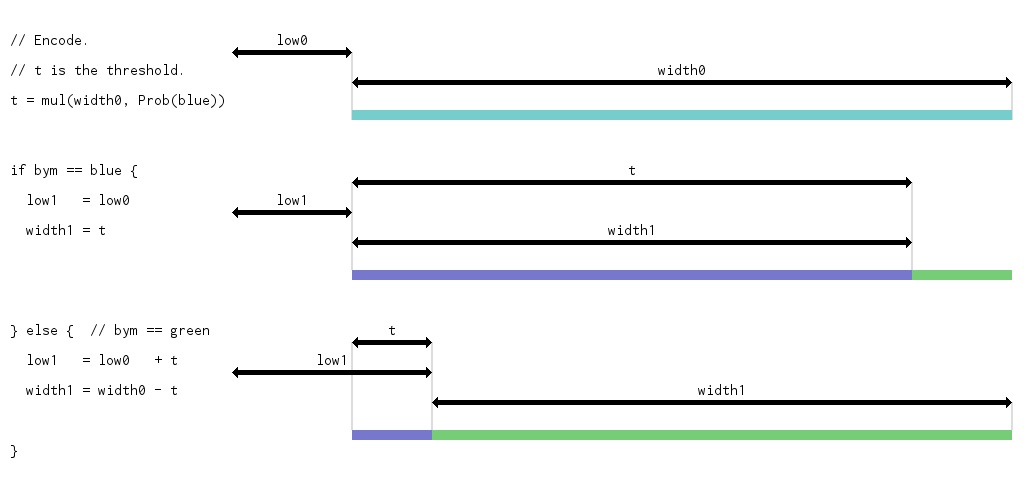 // Encode.
low0
// t is the threshold.
width0
t = mul(width0, Prob(blue))
if bym == blue {
t
low1   = low0
low1
width1 = t
width1
} else {  // bym == green
t
low1   = low0   + t
low1
width1 = width0 - t
width1
}